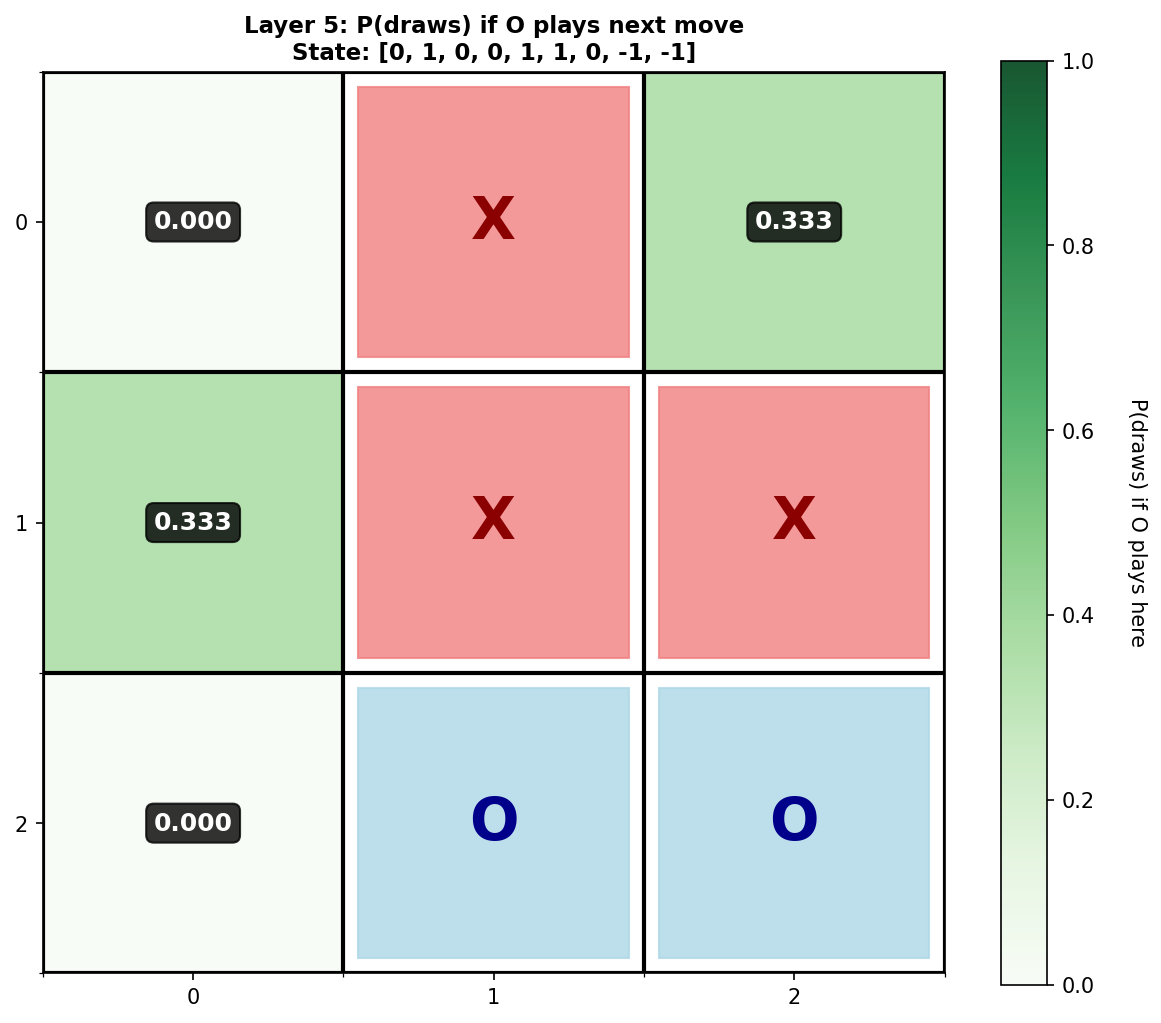 Layer 5: P(draws) if O plays next move
State: [0, 1, 0, 0, 1, 1, 0, -1, -1]
0.000
X
0.333
0.333
X
X
0.000
O
O
0
1
2
0
1
2
1.0
0.8
0.6
0.4
0.2
0.0
P(draws) if O plays here